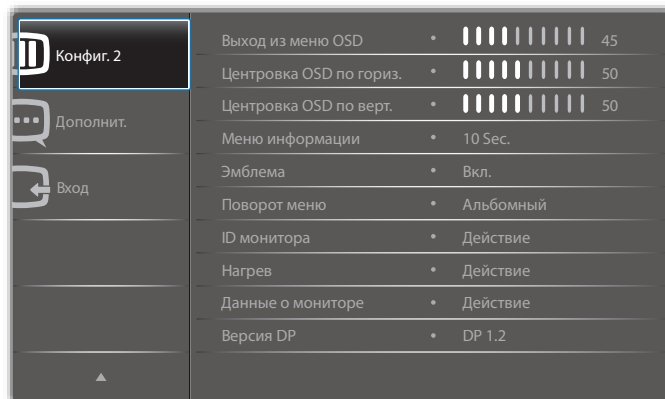 Конфиг. 2
Дополнит.
Вход
Выход из меню OSD • 45
Центровка OSD по гориз. • 50
Центровка OSD по верт. • 50
Меню информации • 10 Sec.
Эмблема • Вкл.
Поворот меню • Альбомный
ID монитора • Действие
Нагрев • Действие
Данные о мониторе • Действие
Версия DP • DP 1.2